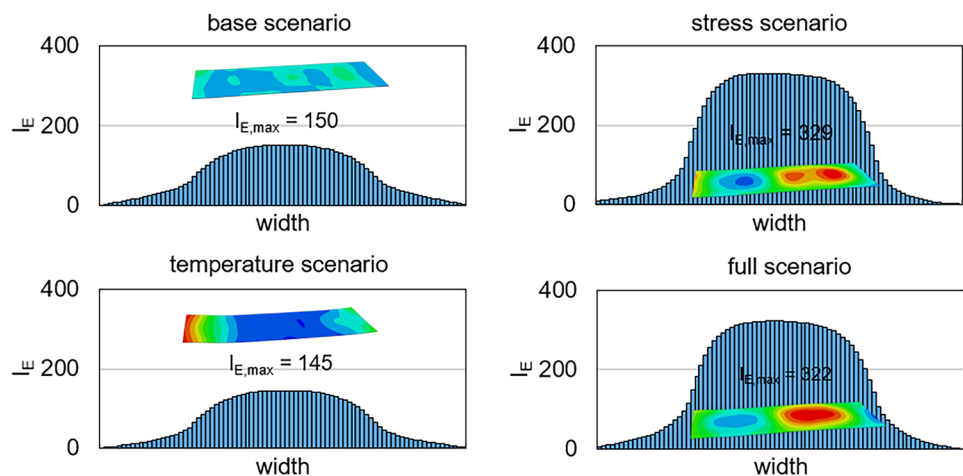 base scenario
400
I_E 200
I_E,max = 150
0
width
stress scenario
400
I_E 200
I_E,max = 329
0
width
temperature scenario
400
I_E 200
I_E,max = 145
0
width
full scenario
400
I_E 200
I_E,max = 322
0
width